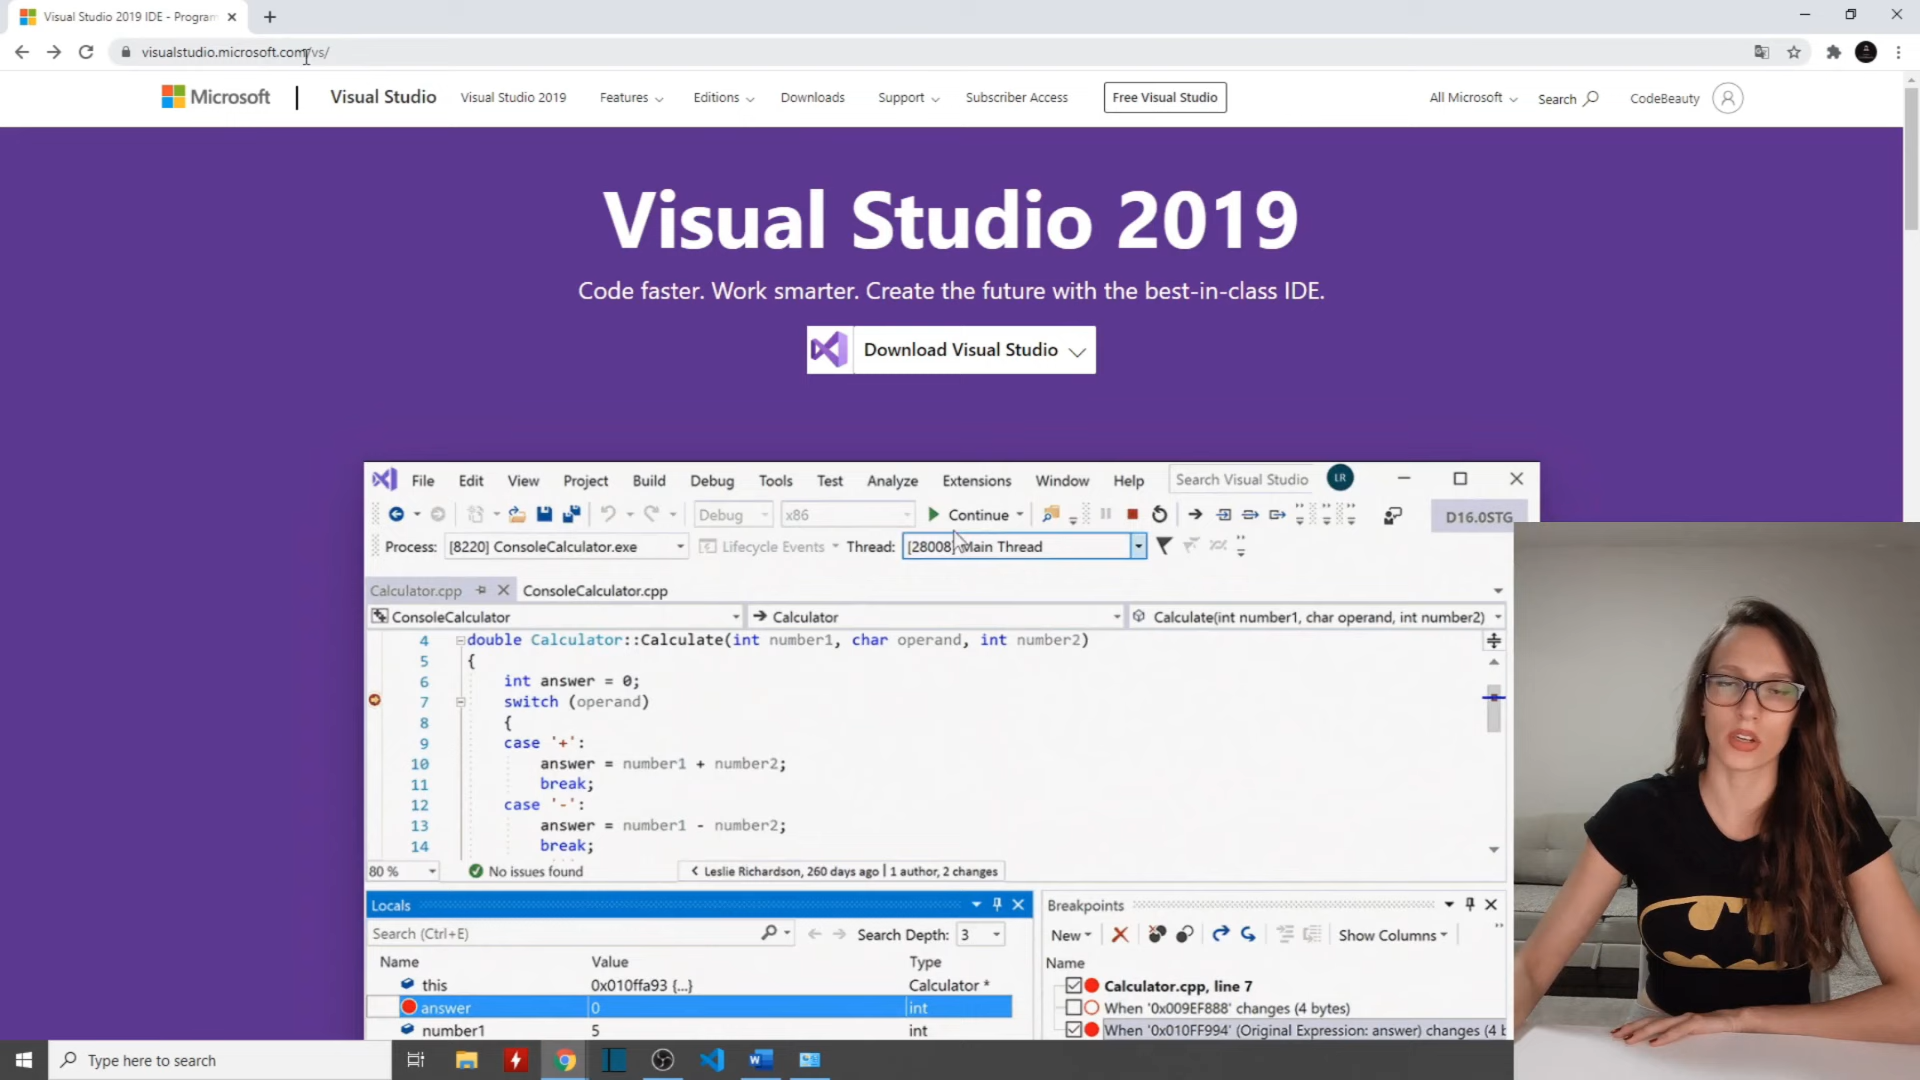 Visual Studio 2019 IDE - Program
visualstudio.microsoft.com/vs/
Microsoft Visual Studio Visual Studio 2019 Features Editions Downloads Support Subscriber Access Free Visual Studio All Microsoft Search CodeBeauty
Visual Studio 2019
Code faster. Work smarter. Create the future with the best-in-class IDE.
Download Visual Studio
File Edit View Project Build Debug Tools Test Analyze Extensions Window Help Search Visual Studio LR
Debug x86 Continue D16.0STG
Process: [8220] ConsoleCalculator.exe Lifecycle Events Thread: [28008] Main Thread
Calculator.cpp ConsoleCalculator.cpp
ConsoleCalculator Calculator Calculate(int number1, char operand, int number2)
4 double Calculator::Calculate(int number1, char operand, int number2)
5 {
6 int answer = 0;
7 switch (operand)
8 {
9 case '+':
10 answer = number1 + number2;
11 break;
12 case '-':
13 answer = number1 - number2;
14 break;
80 % No issues found < Leslie Richardson, 260 days ago | 1 author, 2 changes
Locals Breakpoints
Search (Ctrl+E) Search Depth: 3 New Show Columns
Name Value Type Name
this 0x010ffa93 {...} Calculator * Calculator.cpp, line 7
answer 0 int When '0x009EF888' changes (4 bytes)
number1 5 int When '0x010FF994' (Original Expression: answer) changes (4 b
Type here to search